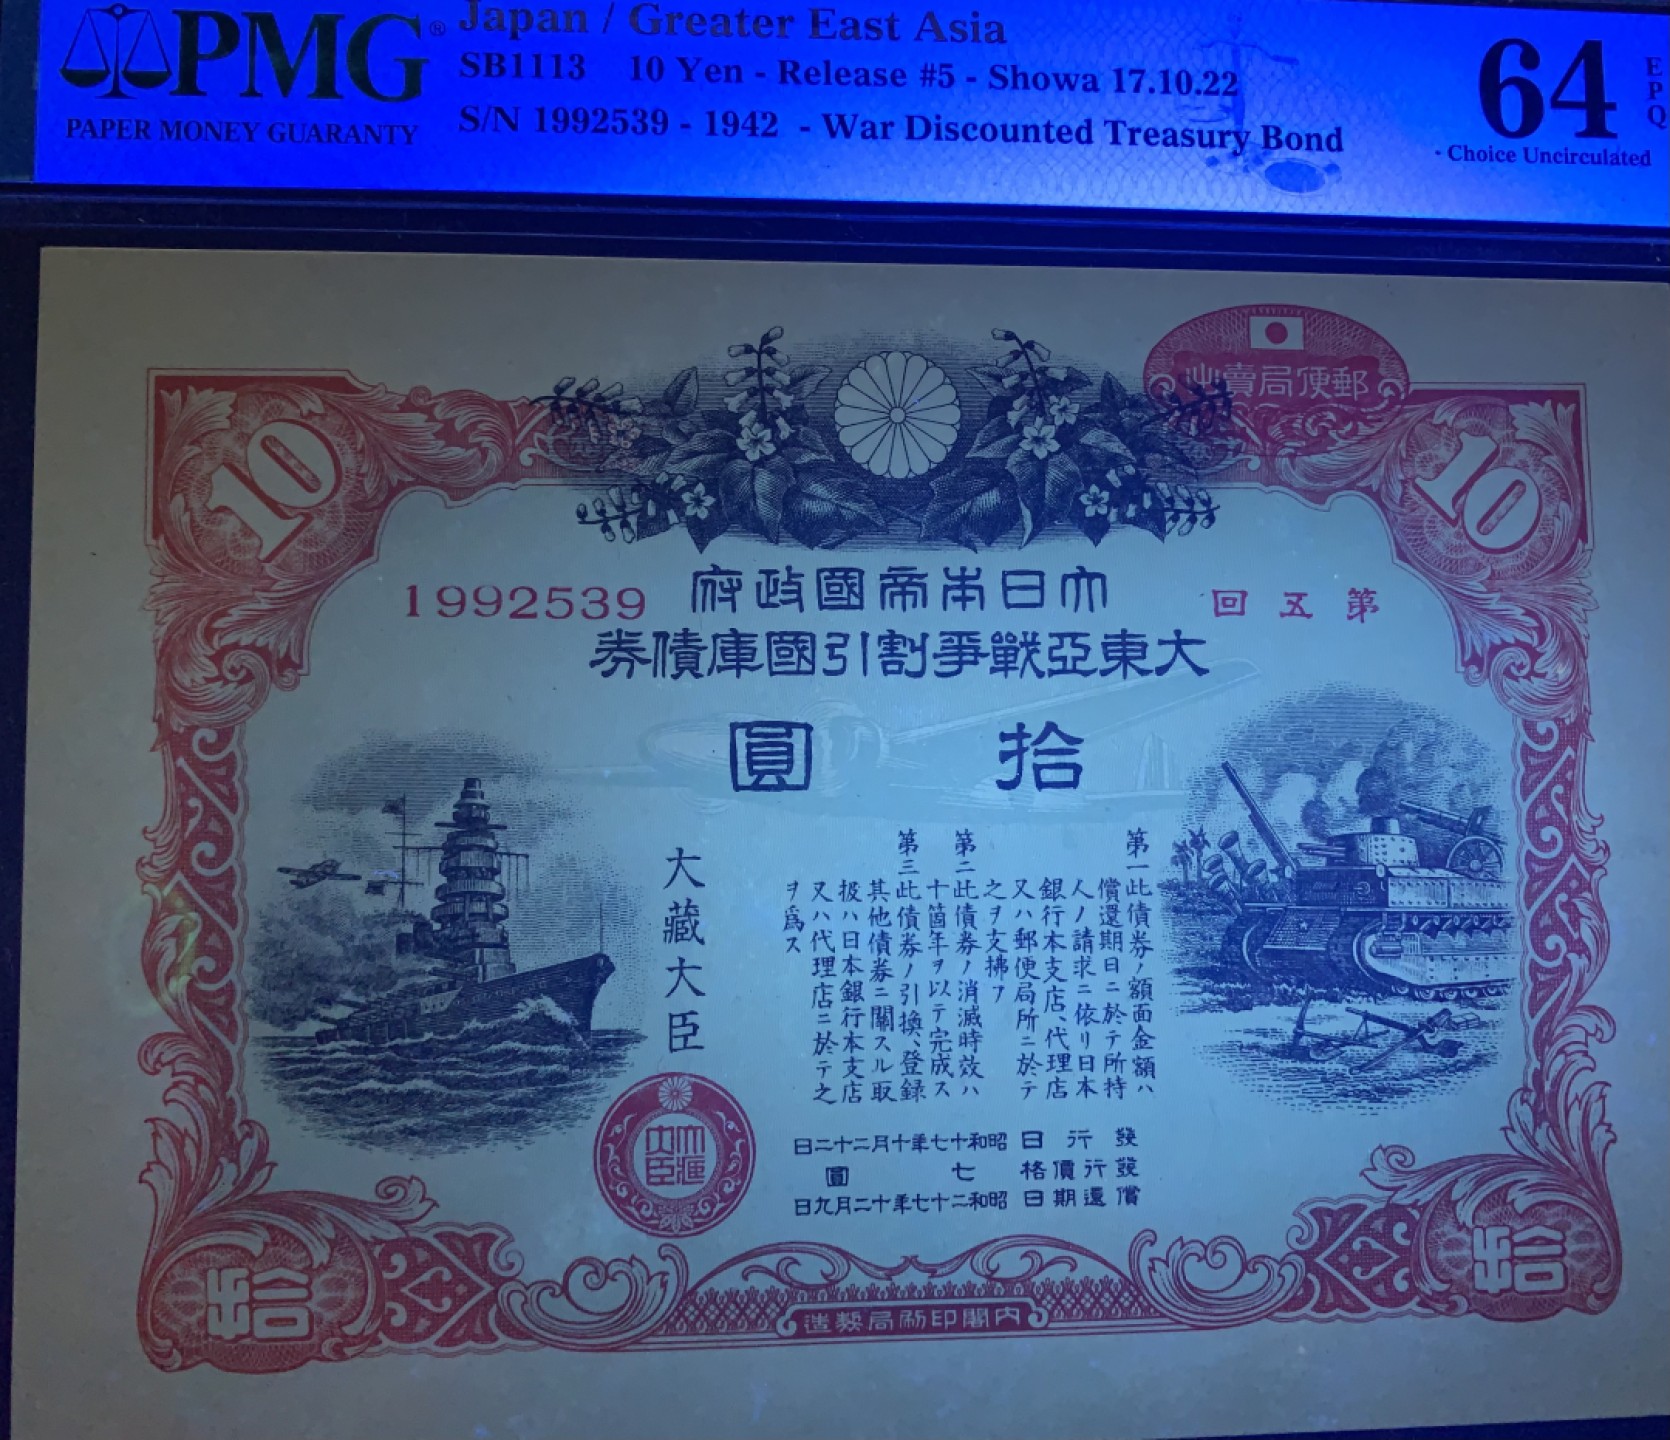 PMG®
PAPER MONEY GUARANTY
Japan / Greater East Asia
SB1113 10 Yen - Release #5 - Showa 17.10.22
S/N 1992539 - 1942 - War Discounted Treasury Bond
64 EPQ
- Choice Uncirculated
郵便局賣出
10
10
大日本帝國政府
第五回
1992539
大東亞戰爭割引國庫債券
拾圓
第一此債券ノ額面金額ハ
償還期日ニ於テ所持
人ノ請求ニ依リ日本
銀行本支店、代理店
又ハ郵便局所ニ於テ
之ヲ支拂フ
第二此債券ノ消滅時效ハ
十箇年ヲ以テ完成ス
第三此債券ノ引換、登錄
其他債券ニ關スル取
扱ハ日本銀行本支店
又ハ代理店ニ於テ之
ヲ爲ス
大藏大臣
大藏大臣
發行日 昭和十七年十月二十二日
發行價格 七圓
償還期日 昭和二十七年十二月九日
拾
拾
內閣印刷局製造